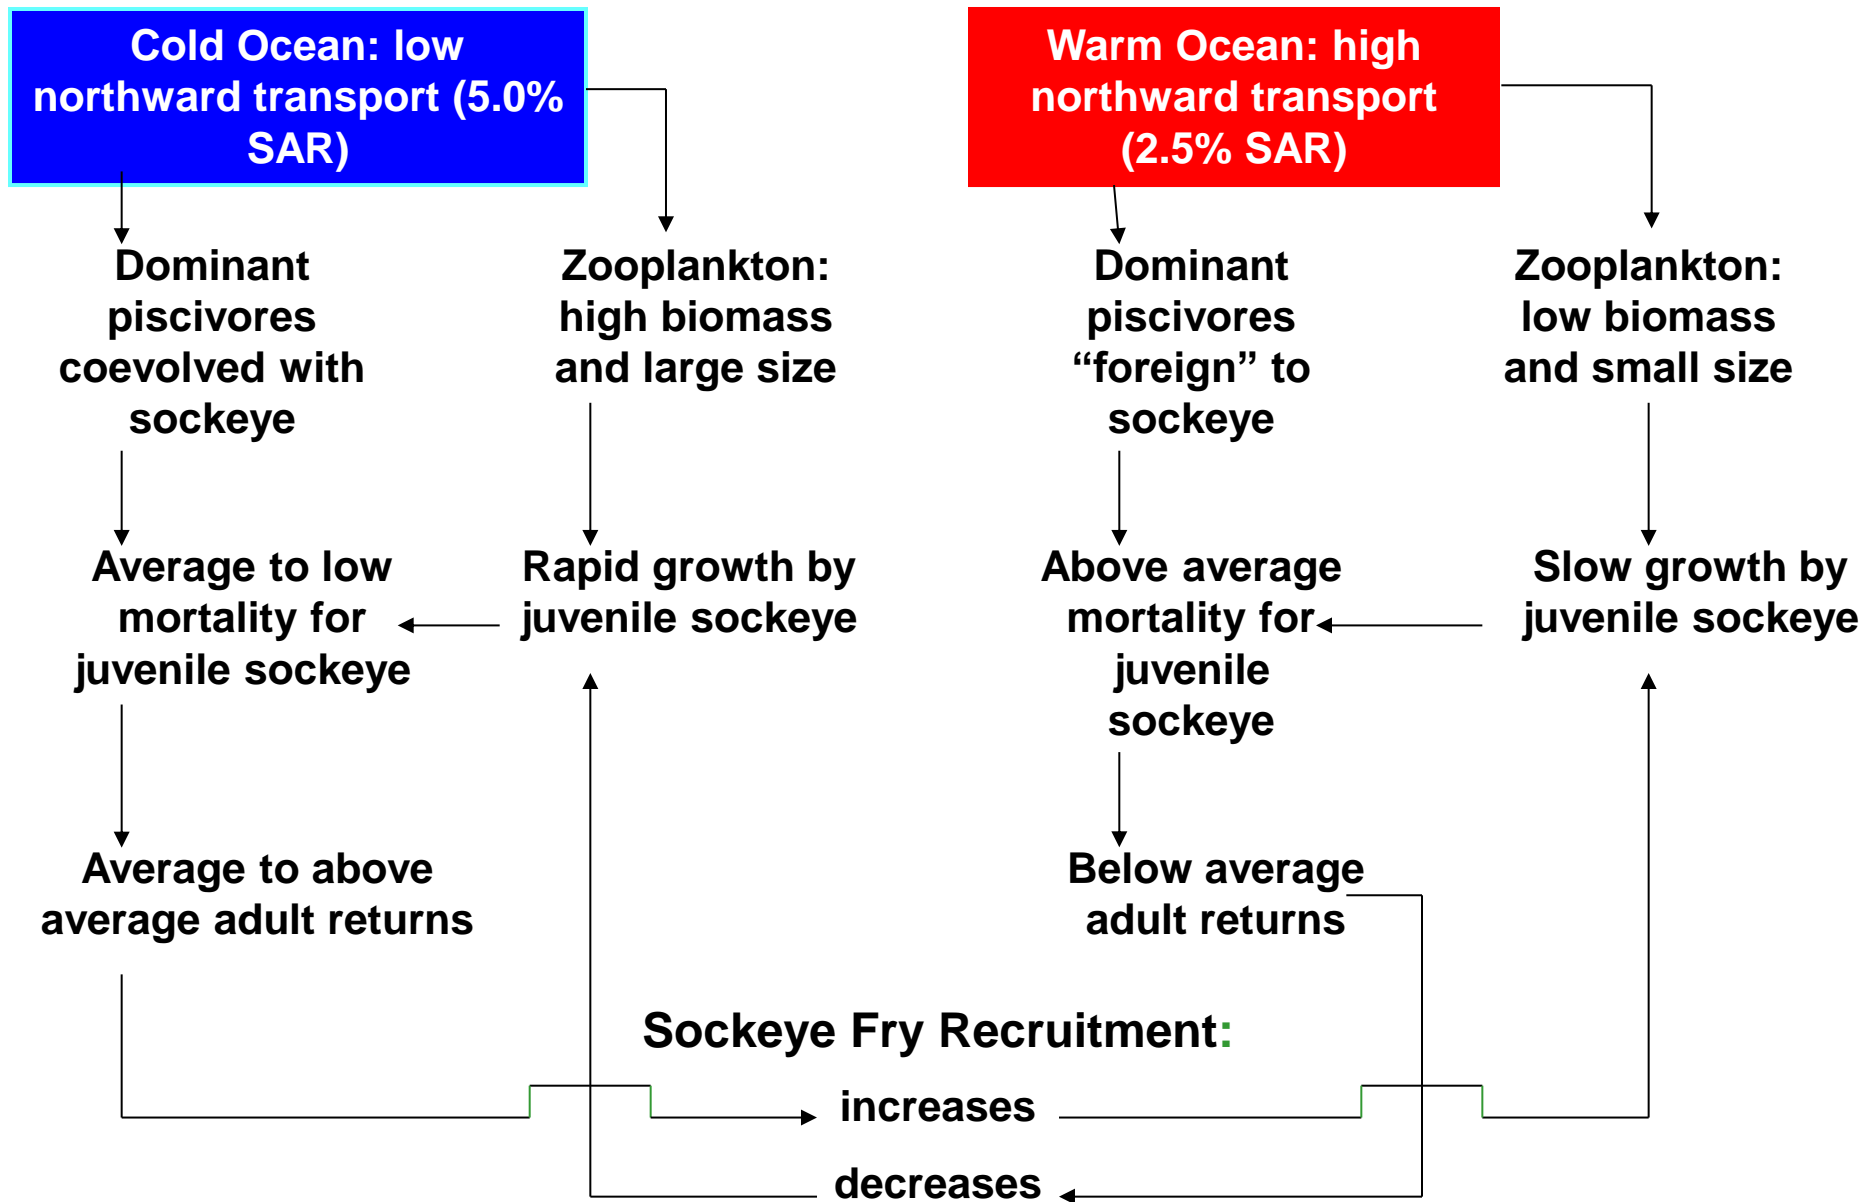 Cold Ocean: low
northward transport (5.0%
SAR)
Warm Ocean: high
northward transport
(2.5% SAR)
Dominant
piscivores
coevolved with
sockeye
Zooplankton:
high biomass
and large size
Dominant
piscivores
“foreign” to
sockeye
Zooplankton:
low biomass
and small size
Average to low
mortality for
juvenile sockeye
Rapid growth by
juvenile sockeye
Above average
mortality for
juvenile
sockeye
Slow growth by
juvenile sockeye
Average to above
average adult returns
Below average
adult returns
Sockeye Fry Recruitment:
increases
decreases